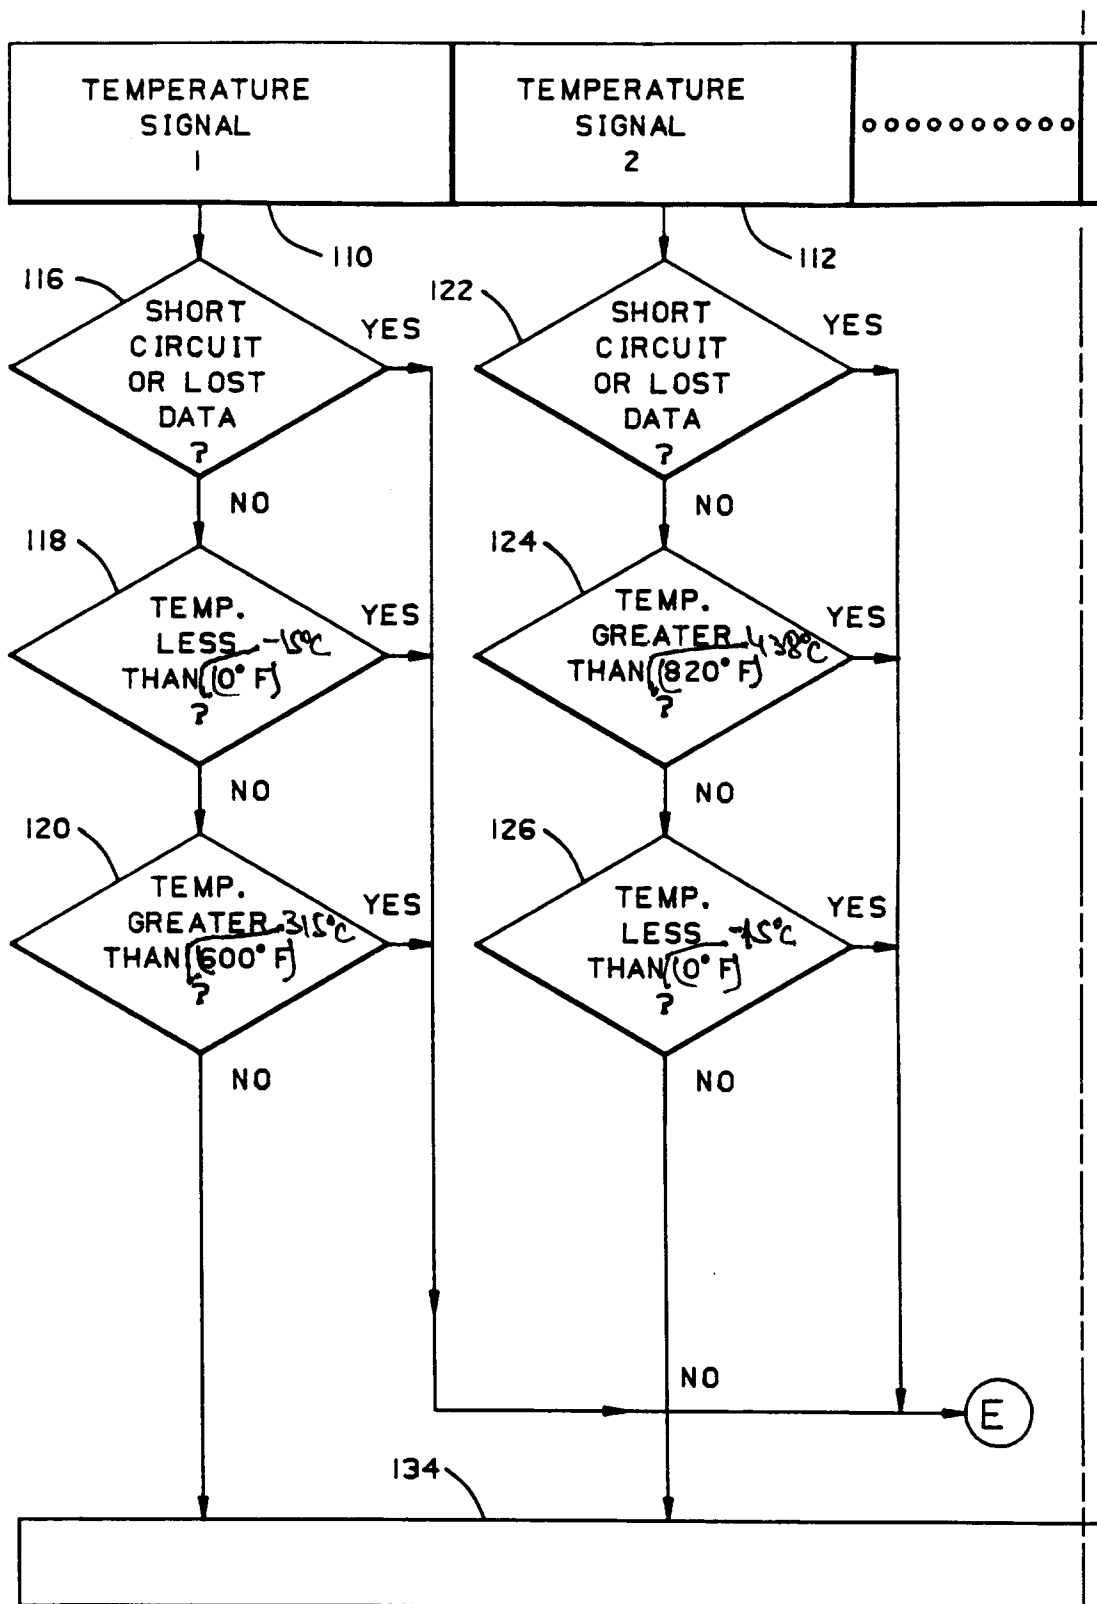 TEMPERATURE
SIGNAL
1
TEMPERATURE
SIGNAL
2
110
112
116
SHORT
CIRCUIT
OR LOST
DATA
?
YES
NO
122
SHORT
CIRCUIT
OR LOST
DATA
?
YES
NO
118
TEMP.
LESS -15°C
THAN (0° F)
?
YES
NO
124
TEMP.
GREATER 438°C
THAN (820° F)
?
YES
NO
120
TEMP.
GREATER 315°C
THAN (600° F)
?
YES
NO
126
TEMP.
LESS -15°C
THAN (0° F)
?
YES
NO
NO
E
134